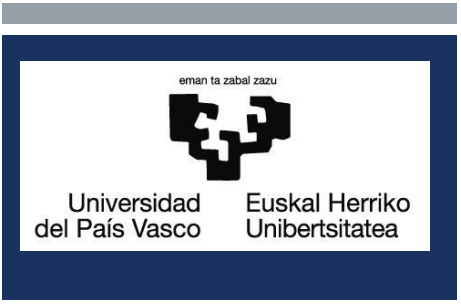 eman ta zabal zazu
Universidad
del País Vasco
Euskal Herriko
Unibertsitatea